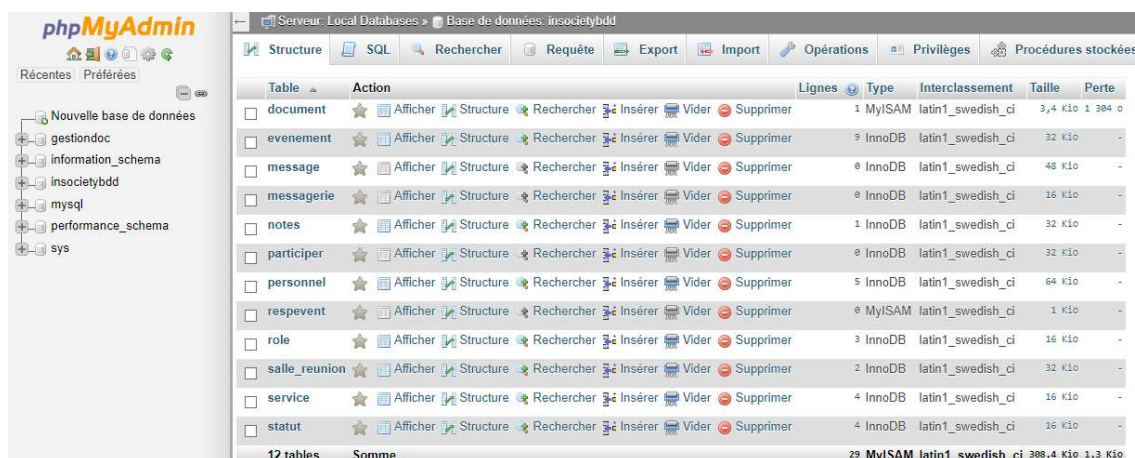 phpMyAdmin
Récentes Préférées
Nouvelle base de données
gestiondoc
information_schema
insocietybdd
mysql
performance_schema
sys
← Serveur: Local Databases » Base de données: insocietybdd
Structure SQL Rechercher Requête Export Import Opérations Privilèges Procédures stockées
Table Action Lignes Type Interclassement Taille Perte
document Afficher Structure Rechercher Insérer Vider Supprimer 1 MyISAM latin1_swedish_ci 3,4 Kio 1 304 o
evenement Afficher Structure Rechercher Insérer Vider Supprimer 9 InnoDB latin1_swedish_ci 32 Kio -
message Afficher Structure Rechercher Insérer Vider Supprimer 0 InnoDB latin1_swedish_ci 48 Kio -
messagerie Afficher Structure Rechercher Insérer Vider Supprimer 0 InnoDB latin1_swedish_ci 16 Kio -
notes Afficher Structure Rechercher Insérer Vider Supprimer 1 InnoDB latin1_swedish_ci 32 Kio -
participer Afficher Structure Rechercher Insérer Vider Supprimer 0 InnoDB latin1_swedish_ci 32 Kio -
personnel Afficher Structure Rechercher Insérer Vider Supprimer 5 InnoDB latin1_swedish_ci 64 Kio -
respevent Afficher Structure Rechercher Insérer Vider Supprimer 0 MyISAM latin1_swedish_ci 1 Kio -
role Afficher Structure Rechercher Insérer Vider Supprimer 3 InnoDB latin1_swedish_ci 16 Kio -
salle_reunion Afficher Structure Rechercher Insérer Vider Supprimer 2 InnoDB latin1_swedish_ci 32 Kio -
service Afficher Structure Rechercher Insérer Vider Supprimer 4 InnoDB latin1_swedish_ci 16 Kio -
statut Afficher Structure Rechercher Insérer Vider Supprimer 4 InnoDB latin1_swedish_ci 16 Kio -
12 tables Somme 29 MyISAM latin1_swedish_ci 308,4 Kio 1,3 Kio